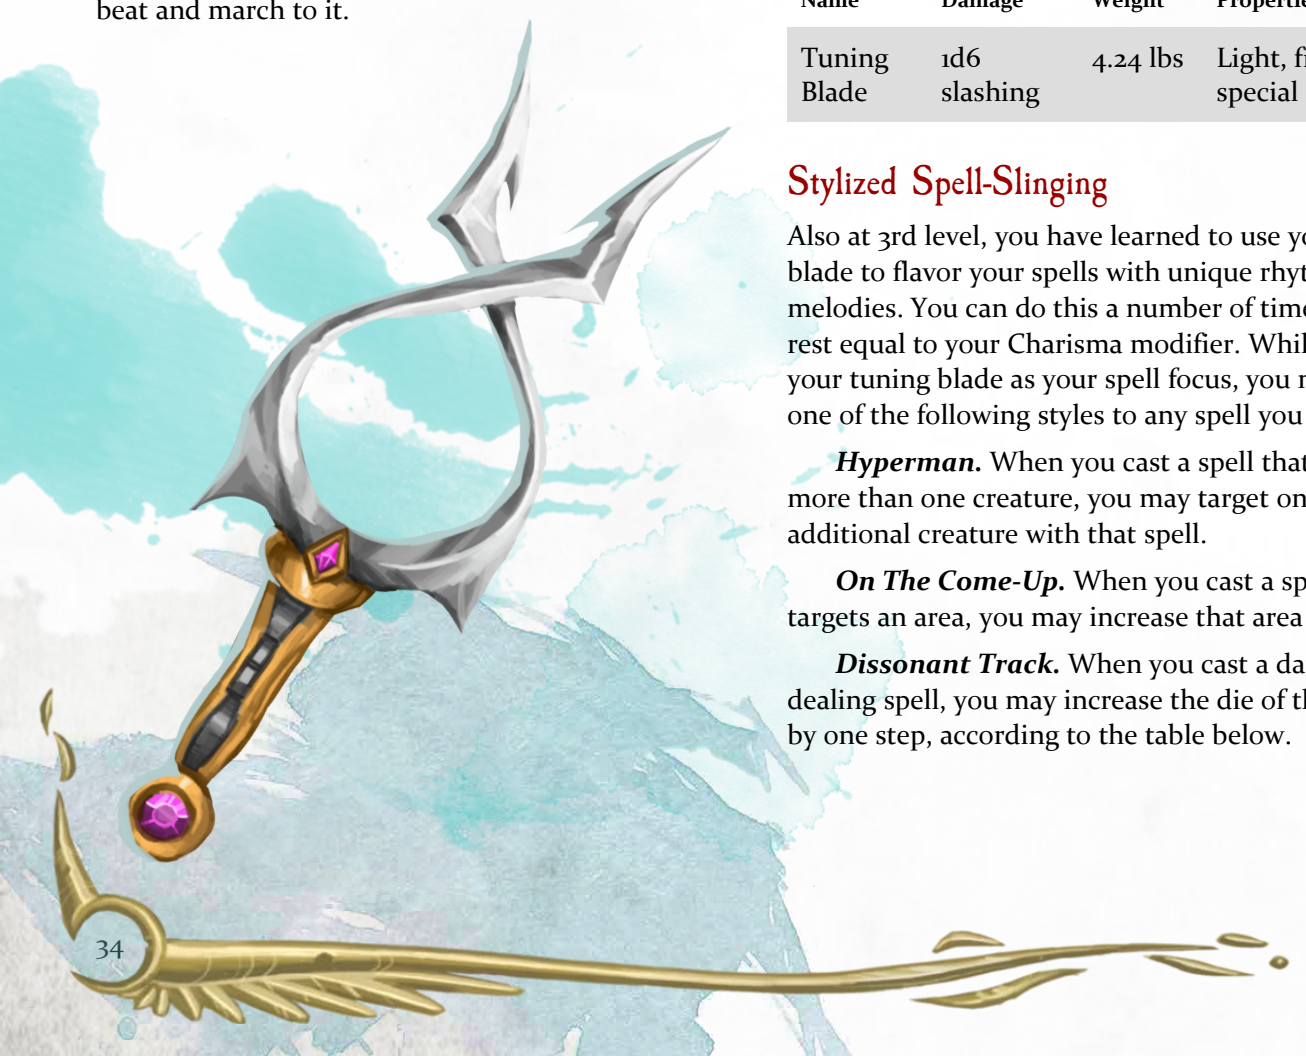 beat and march to it.
Name Damage Weight
Tuning 1d6 4.24 lbs Light,
Blade slashing special
Stylized Spell-Slinging
Also at 3rd level, you have learned to use
blade to flavor your spells with unique
melodies. You can do this a number of
rest equal to your Charisma modifier.
your tuning blade as your spell focus, you
one of the following styles to any spell you
Hyperman. When you cast a spell that
more than one creature, you may target
additional creature with that spell.
On The Come-Up. When you cast a
targets an area, you may increase that area
Dissonant Track. When you cast a
dealing spell, you may increase the die of
by one step, according to the table below.
34